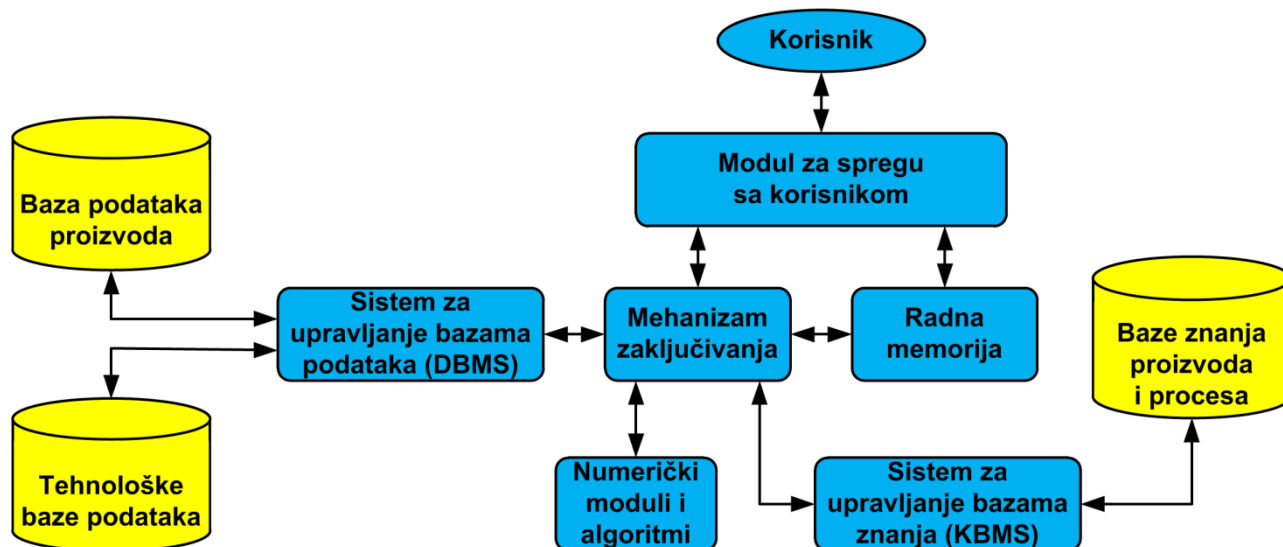 Korisnik
Modul za spregu
sa korisnikom
Baza podataka
proizvoda
Sistem za
upravljanje bazama
podataka (DBMS)
Mehanizam
zaključivanja
Radna
memorija
Baze znanja
proizvoda
i procesa
Tehnološke
baze podataka
Numerički
moduli i
algoritmi
Sistem za
upravljanje bazama
znanja (KBMS)